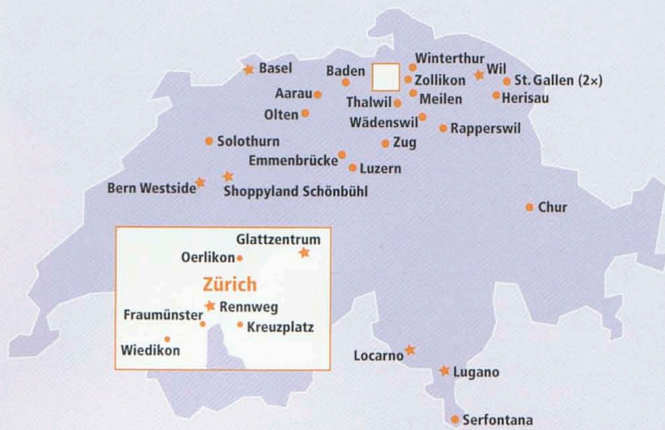 Winterthur
Basel
Baden
Wil
Zollikon
St. Gallen (2×)
Aarau
Thalwil
Meilen
Herisau
Olten
Wädenswil
Rapperswil
Solothurn
Zug
Emmenbrücke
Luzern
Bern Westside
Shoppyland Schönbühl
Chur
Glattzentrum
Oerlikon
Zürich
Rennweg
Fraumünster
Kreuzplatz
Wiedikon
Locarno
Lugano
Serfontana